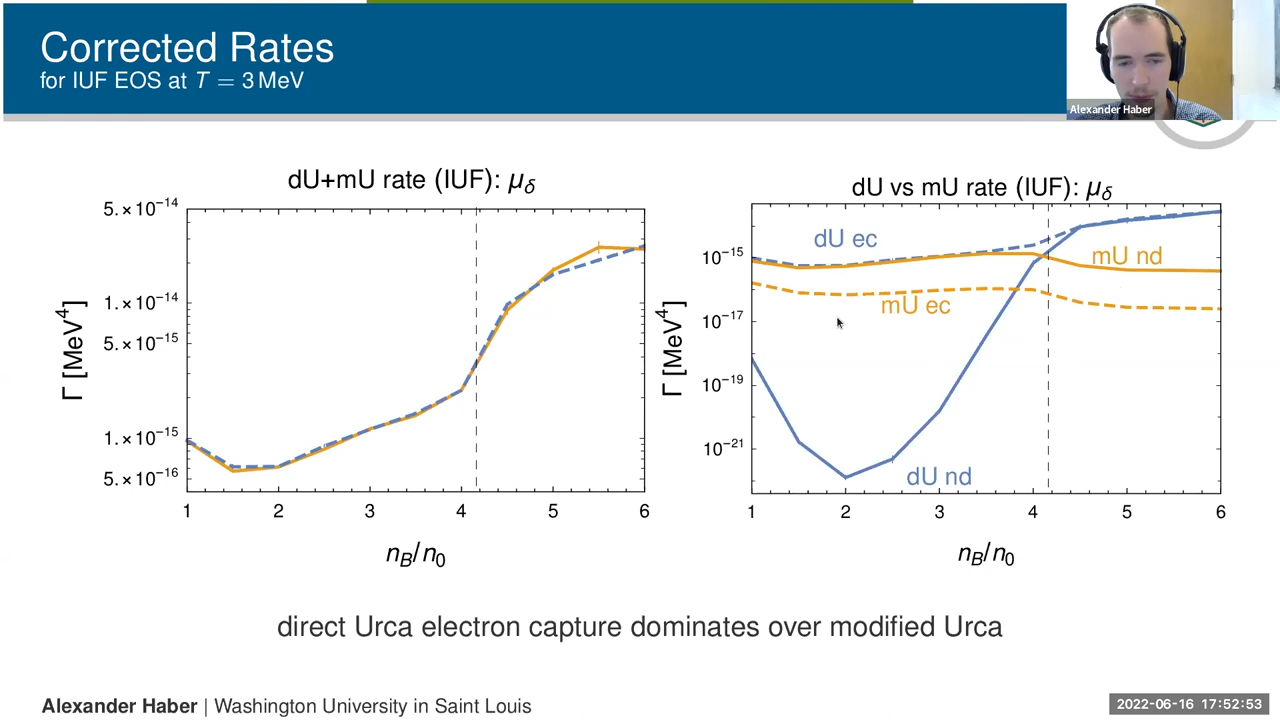 Corrected Rates
for IUF EOS at T = 3 MeV
Alexander Haber
dU+mU rate (IUF): μδ
5.×10⁻¹⁴
1.×10⁻¹⁴
5.×10⁻¹⁵
1.×10⁻¹⁵
5.×10⁻¹⁶
Γ [MeV⁴]
1 2 3 4 5 6
nB/n0
dU vs mU rate (IUF): μδ
dU ec
mU nd
mU ec
dU nd
10⁻¹⁵
10⁻¹⁷
10⁻¹⁹
10⁻²¹
Γ [MeV⁴]
1 2 3 4 5 6
nB/n0
direct Urca electron capture dominates over modified Urca
Alexander Haber | Washington University in Saint Louis
2022-06-16 17:52:53